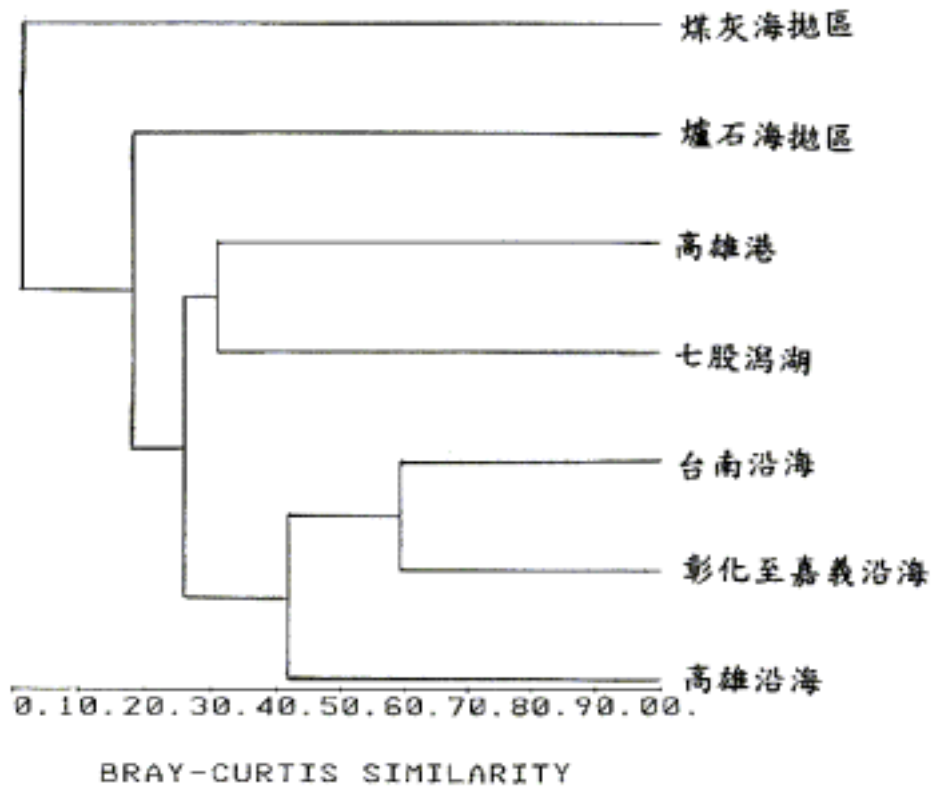 煤灰海拋區
爐石海拋區
高雄港
七股潟湖
台南沿海
彰化至嘉義沿海
高雄沿海
0.10.20.30.40.50.60.70.80.90.00.
BRAY-CURTIS SIMILARITY